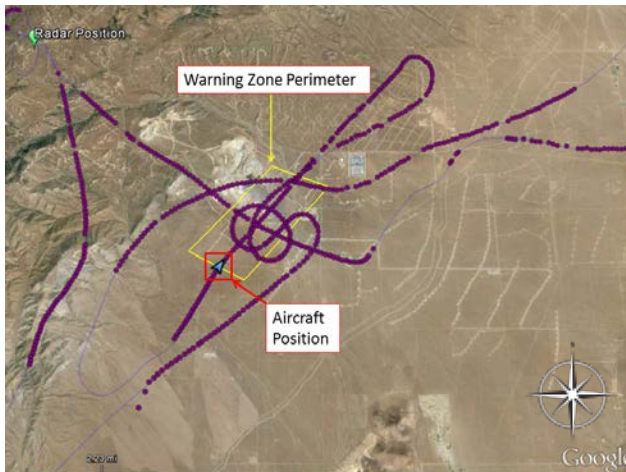 Radar Position
Warning Zone Perimeter
Aircraft
Position
Google